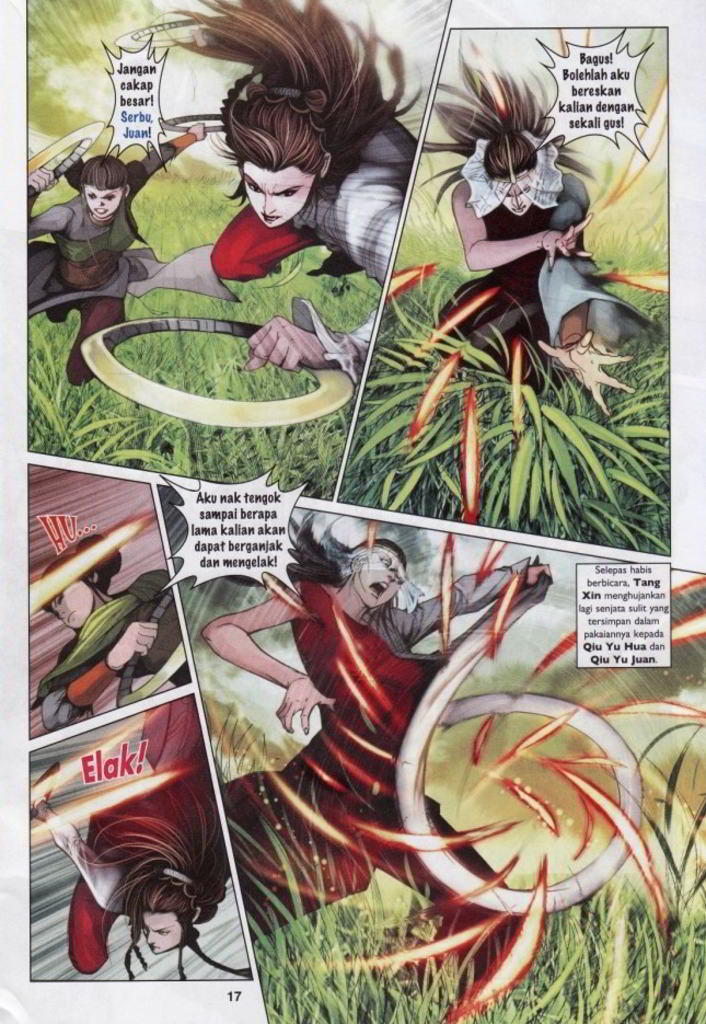 Jangan
cakap
besar!
Serbu,
Juan!
Bagus!
Bolehlah aku
bereskan
kalian dengan
sekali gus!
HU...
Aku nak tengok
sampai berapa
lama kalian akan
dapat berganjak
dan mengelak!
Selepas habis
berbicara, Tang
Xin menghujankan
lagi senjata sulit yang
tersimpan dalam
pakaiannya kepada
Qiu Yu Hua dan
Qiu Yu Juan.
Elak!
17